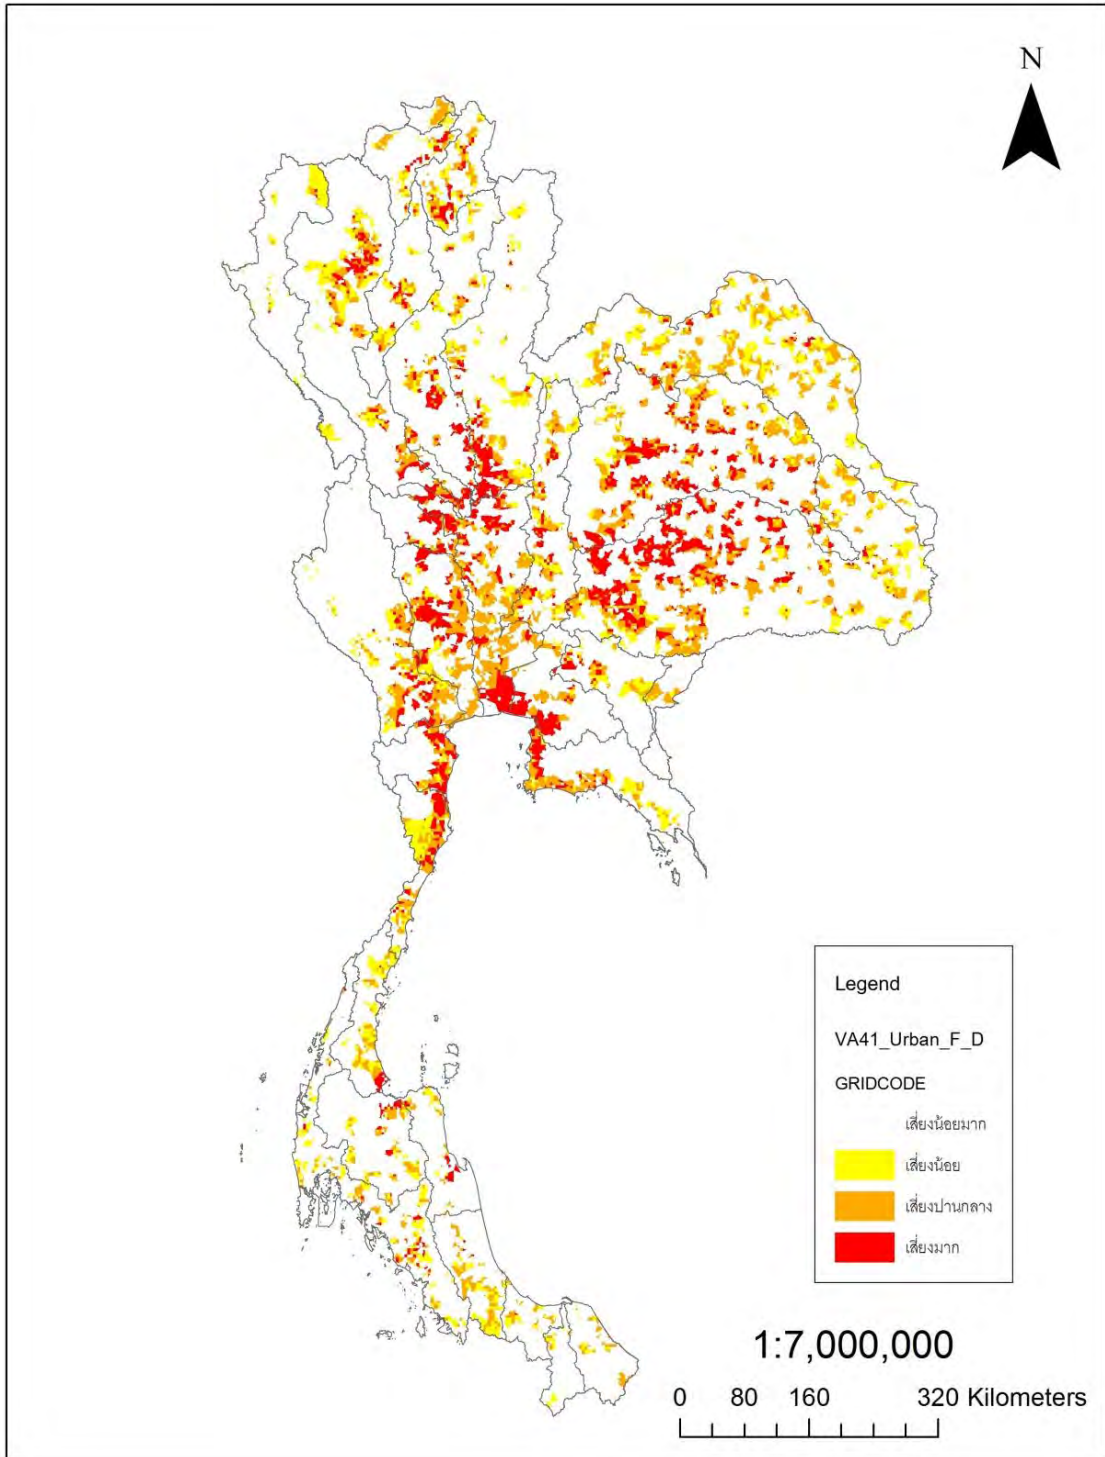 N
Legend
VA41_Urban_F_D
GRIDCODE
เสี่ยงน้อยมาก
เสี่ยงน้อย
เสี่ยงปานกลาง
เสี่ยงมาก
1:7,000,000
0 80 160 320 Kilometers